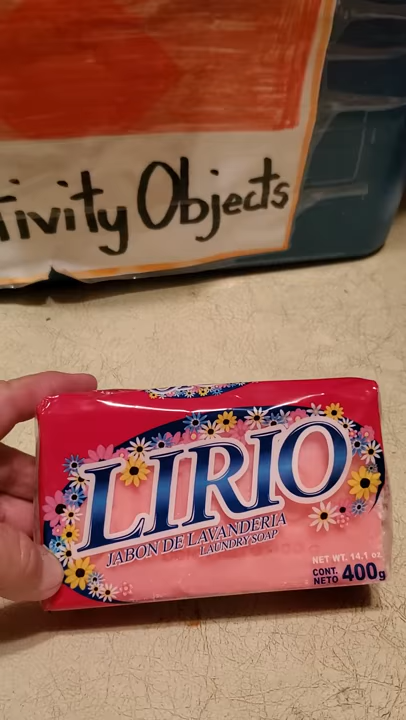 tivity Objects
LIRIO
JABON DE LAVANDERIA
LAUNDRY SOAP
NET WT. 14.1 oz.
CONT.
NETO 400g